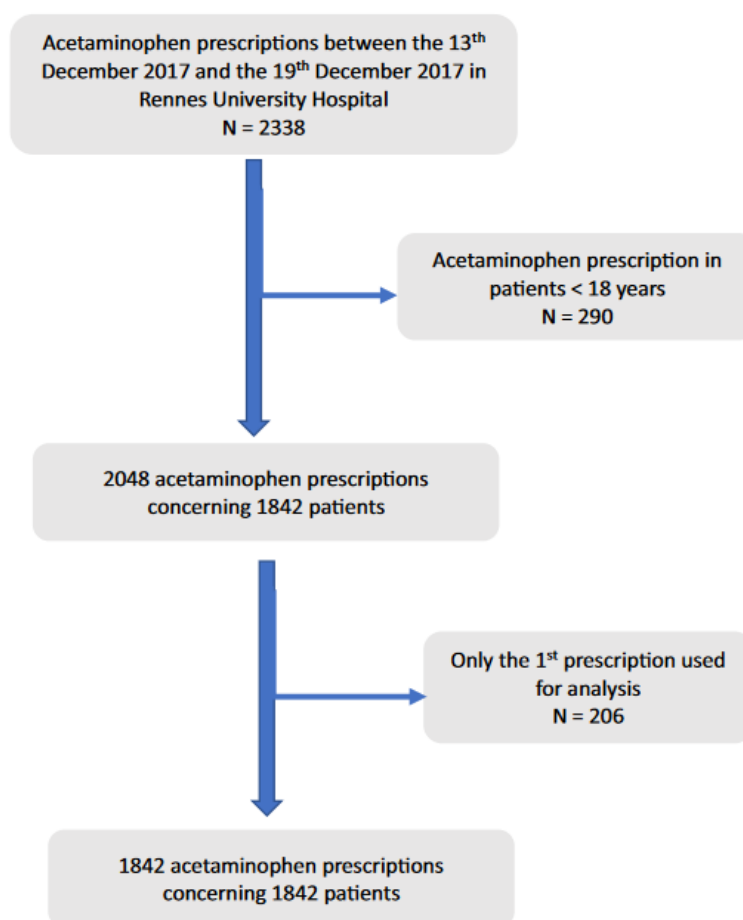 Acetaminophen prescriptions between the 13th
December 2017 and the 19th December 2017 in
Rennes University Hospital
N = 2338
Acetaminophen prescription in
patients < 18 years
N = 290
2048 acetaminophen prescriptions
concerning 1842 patients
Only the 1st prescription used
for analysis
N = 206
1842 acetaminophen prescriptions
concerning 1842 patients